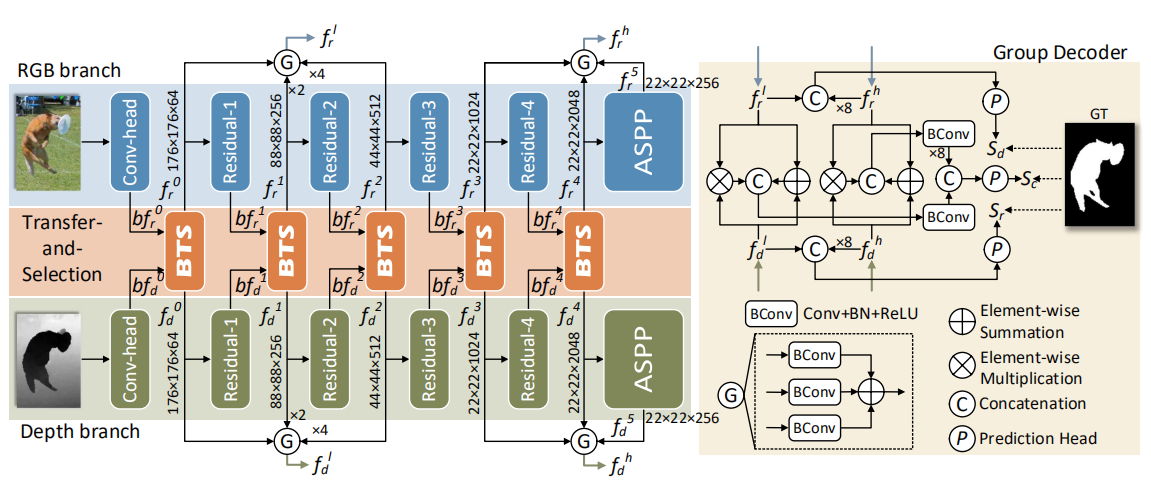 RGB branch
Conv-head
176×176×64
f_r^0
Residual-1
88×88×256
f_r^1
Residual-2
44×44×512
f_r^2
Residual-3
22×22×1024
f_r^3
Residual-4
22×22×2048
f_r^4
ASPP
f_r^5
22×22×256
G
×4
×2
f_r^l
G
f_r^h
Transfer-
and-
Selection
bf_r^0
bf_r^1
bf_r^2
bf_r^3
bf_r^4
BTS
BTS
BTS
BTS
BTS
bf_d^0
bf_d^1
bf_d^2
bf_d^3
bf_d^4
Conv-head
f_d^0
176×176×64
Residual-1
f_d^1
88×88×256
Residual-2
f_d^2
44×44×512
Residual-3
f_d^3
22×22×1024
Residual-4
f_d^4
22×22×2048
ASPP
f_d^5
22×22×256
Depth branch
×2
×4
G
f_d^l
G
f_d^h
Group Decoder
f_r^l
C
×8
f_r^h
P
GT
BConv
×8
S_d
C
C
C
P
S_c
BConv
S_r
f_d^l
C
×8
f_d^h
P
BConv
Conv+BN+ReLU
G
BConv
BConv
BConv
Element-wise
Summation
Element-wise
Multiplication
C
Concatenation
P
Prediction Head